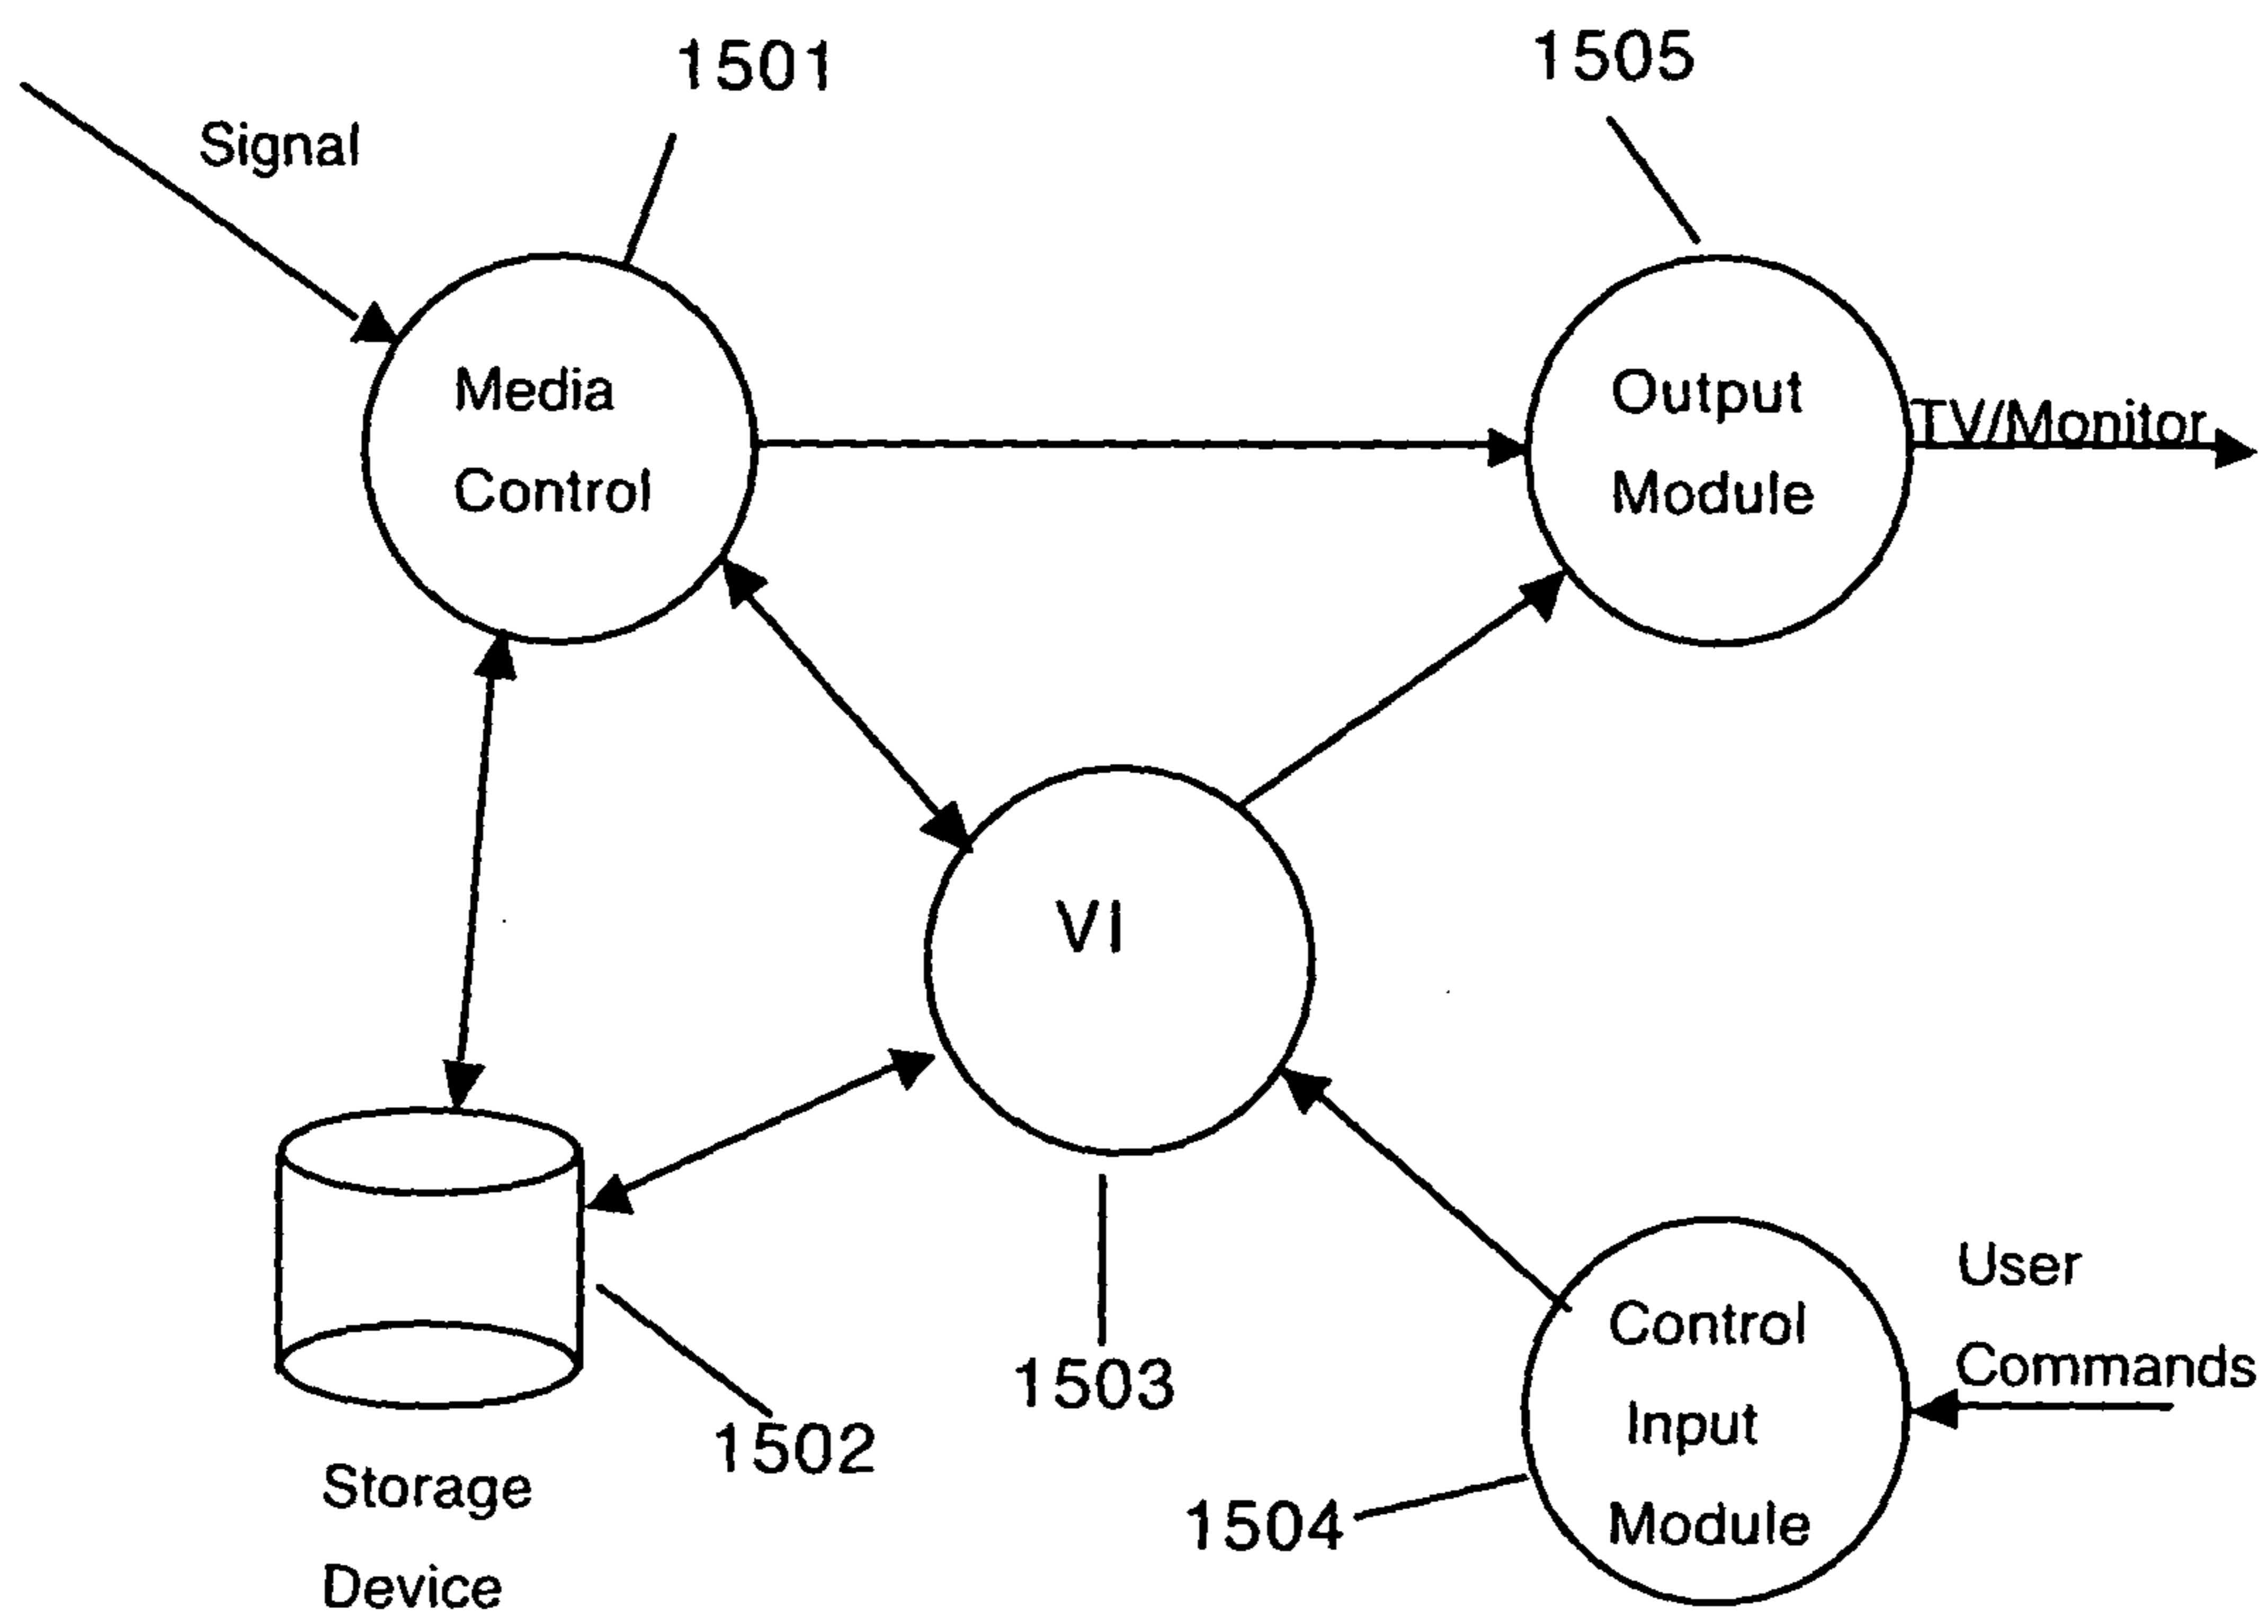 1501
1505
Signal
Media
Control
Output
Module
TV/Monitor
VI
1503
1502
Storage
Device
User
Commands
Control
Input
Module
1504